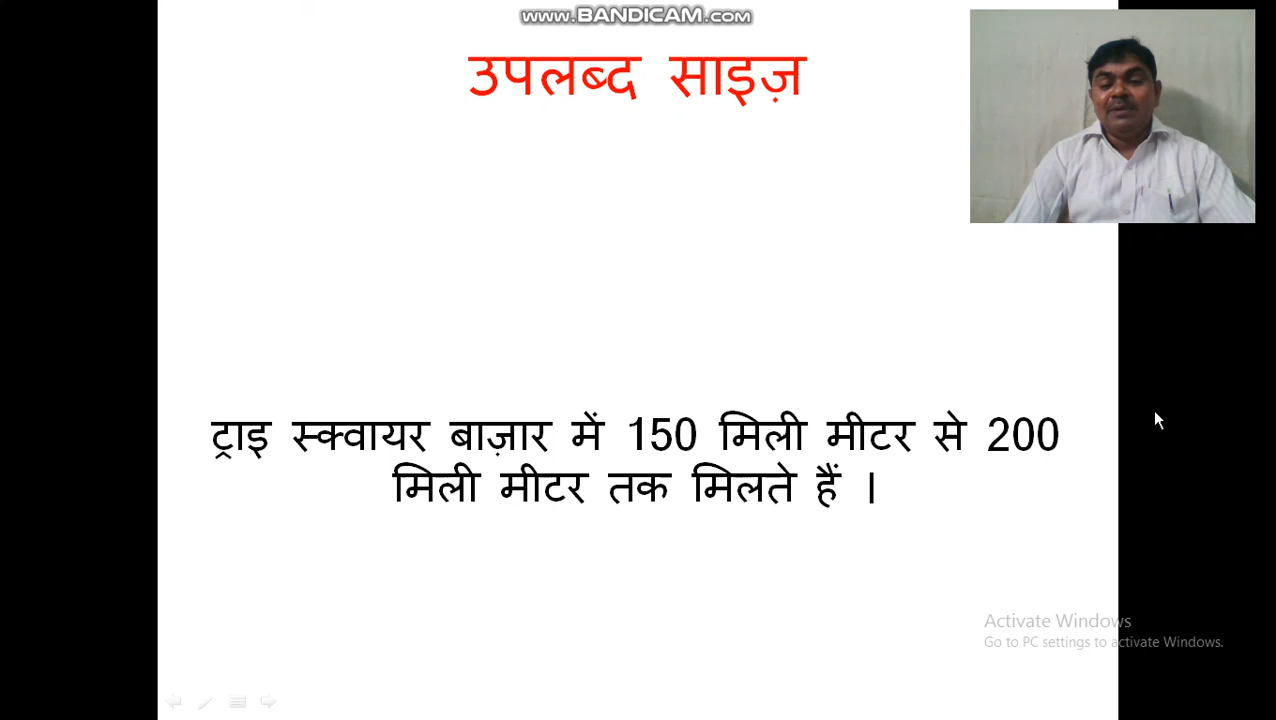 www.BANDICAM.com
उपलब्द साइज़
ट्राइ स्क्वायर बाज़ार में 150 मिली मीटर से 200
मिली मीटर तक मिलते हैं ।
Activate Windows
Go to PC settings to activate Windows.